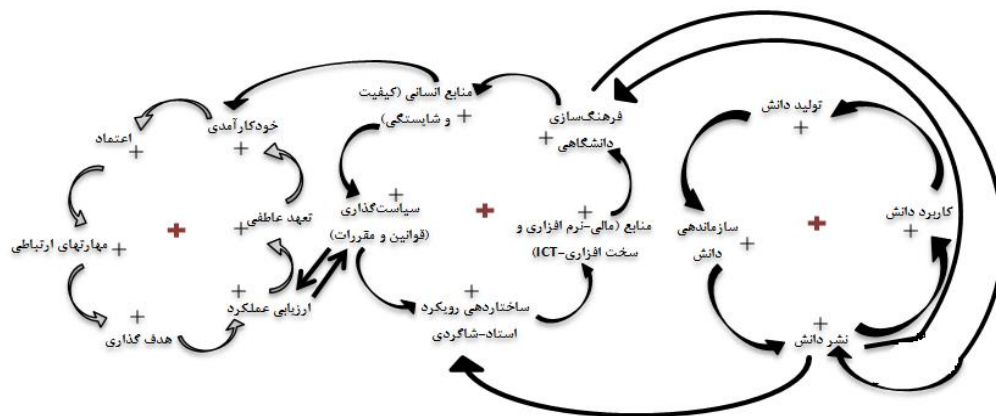 منابع انسانی (کیفیت
و شایستگی)
فرهنگ‌سازی
دانشگاهی
تولید دانش
خودکارآمدی
اعتماد
سیاست‌گذاری
(قوانین و مقررات)
منابع (مالی-نرم افزاری و
سخت افزاری-ICT)
سازماندهی
دانش
کاربرد دانش
تعهد عاطفی
مهارتهای ارتباطی
ارزیابی عملکرد
ساختاردهی رویکرد
استاد-شاگردی
هدف گذاری
نشر دانش